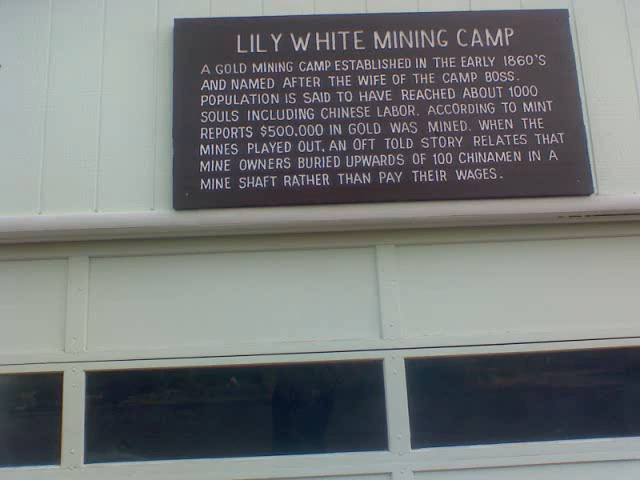 LILY WHITE MINING CAMP
A GOLD MINING CAMP ESTABLISHED IN THE EARLY 1860'S
AND NAMED AFTER THE WIFE OF THE CAMP BOSS.
POPULATION IS SAID TO HAVE REACHED ABOUT 1000
SOULS INCLUDING CHINESE LABOR. ACCORDING TO MINT
REPORTS $500.000 IN GOLD WAS MINED. WHEN THE
MINES PLAYED OUT, AN OFT TOLD STORY RELATES THAT
MINE OWNERS BURIED UPWARDS OF 100 CHINAMEN IN A
MINE SHAFT RATHER THAN PAY THEIR WAGES.